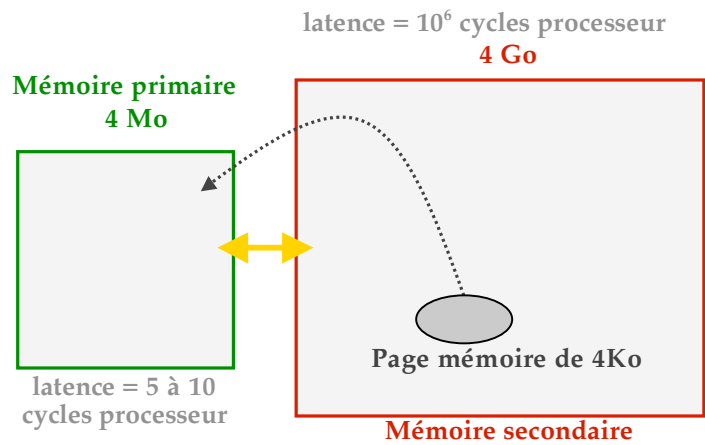 latence = 10⁶ cycles processeur
4 Go
Mémoire primaire
4 Mo
Page mémoire de 4Ko
latence = 5 à 10
cycles processeur
Mémoire secondaire